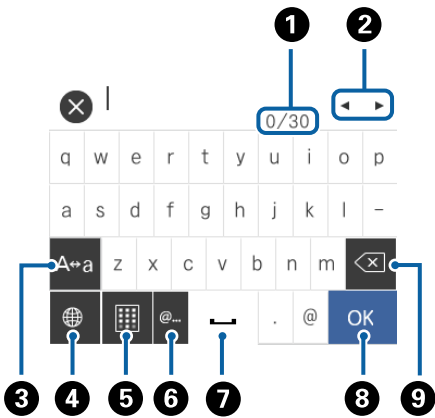 1 2
0/30
q w e r t y u i o p
a s d f g h j k l -
A↔a z x c v b n m
@... . @ OK
3 4 5 6 7 8 9